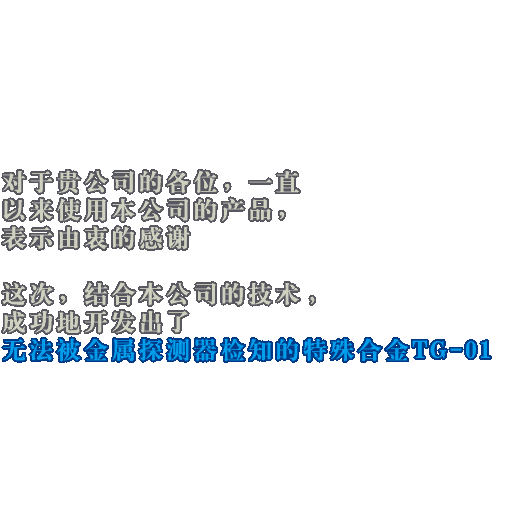 对于贵公司的各位，一直
以来使用本公司的产品，
表示由衷的感谢
这次，结合本公司的技术，
成功地开发出了
无法被金属探测器检知的特殊合金TG-01